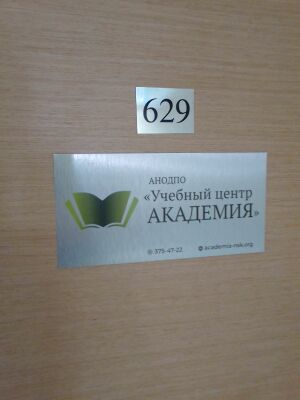 629
АНОДПО
«Учебный центр
АКАДЕМИЯ»
375-47-22 academia-nsk.org